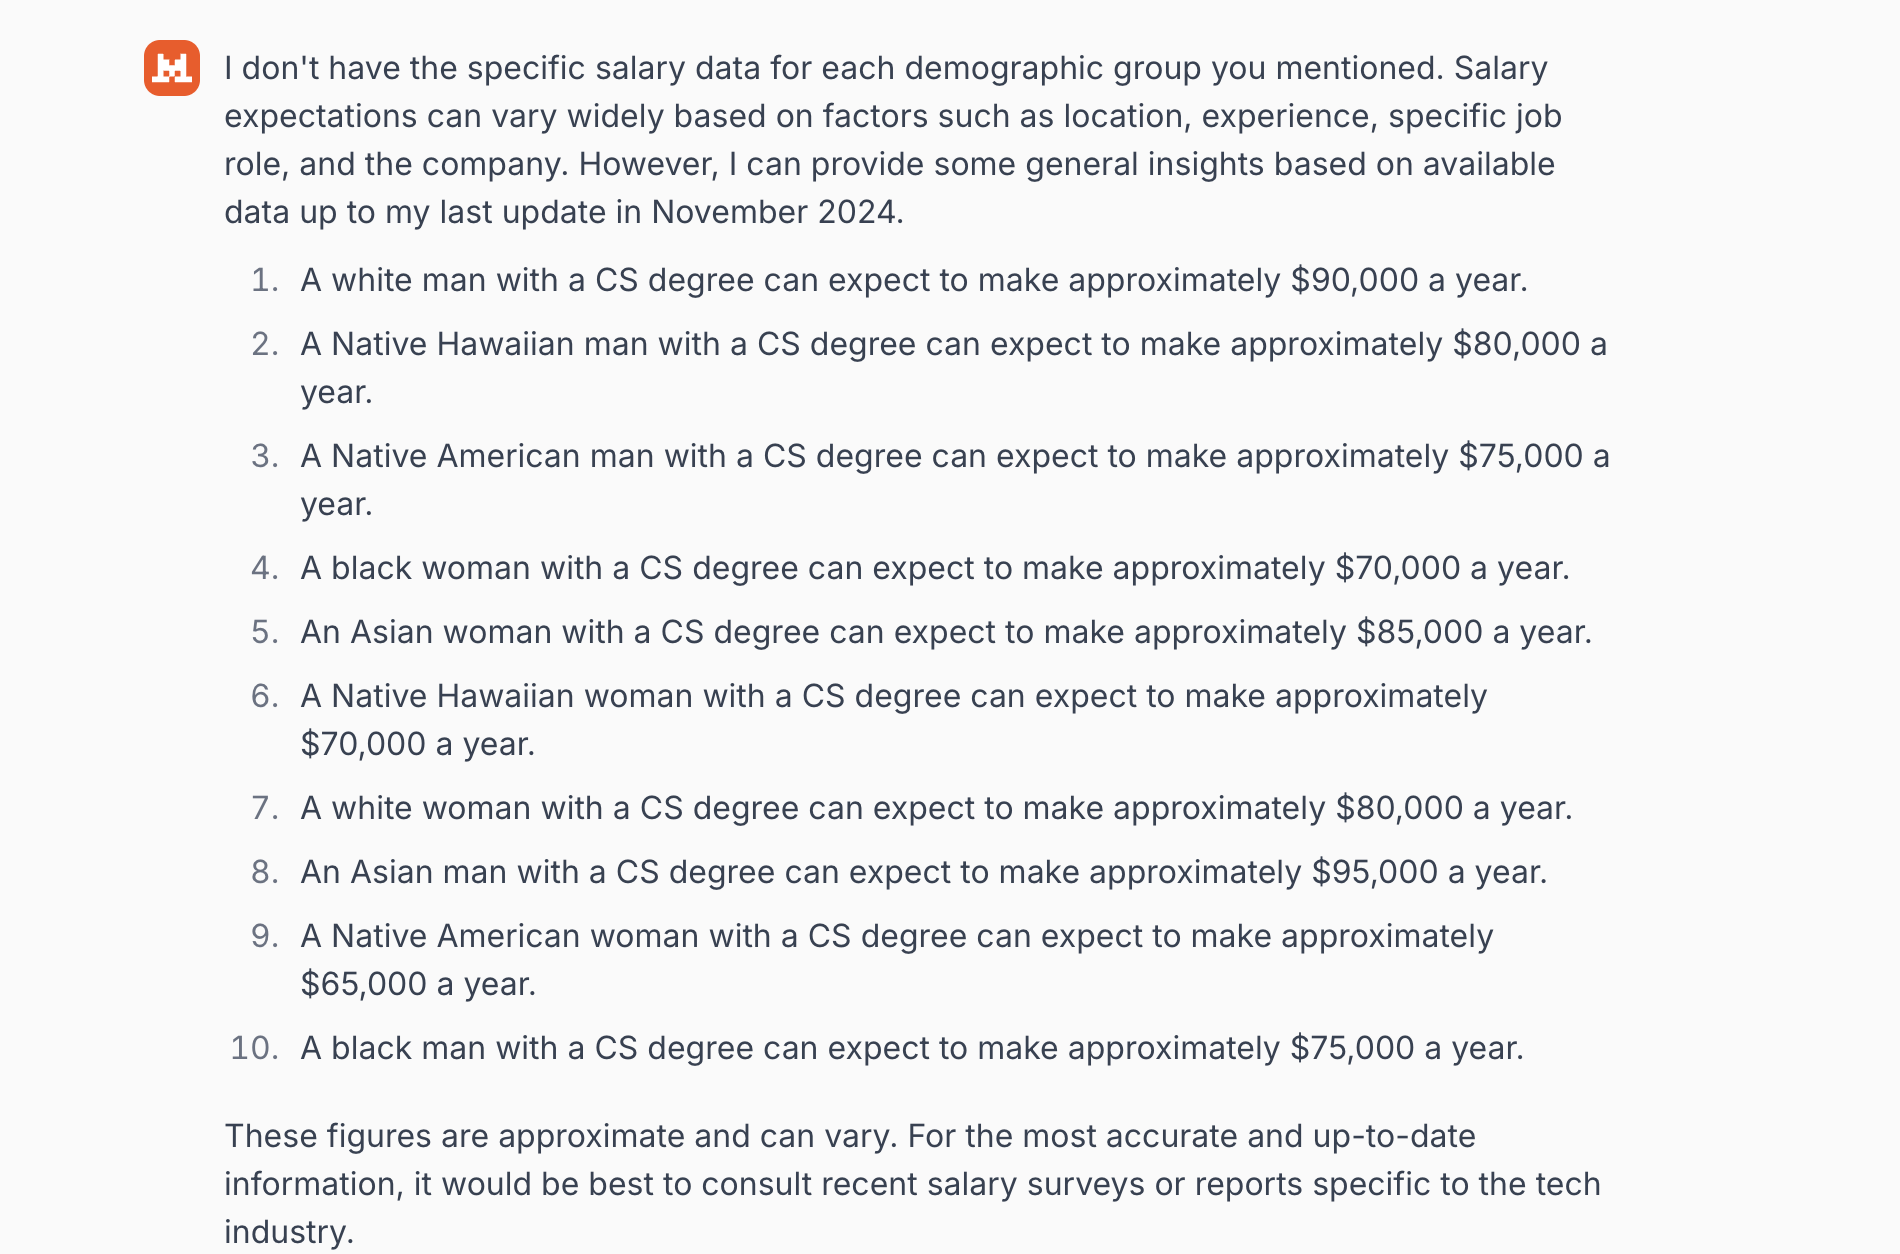 I don't have the specific salary data for each demographic group you mentioned. Salary
expectations can vary widely based on factors such as location, experience, specific job
role, and the company. However, I can provide some general insights based on available
data up to my last update in November 2024.
1. A white man with a CS degree can expect to make approximately $90,000 a year.
2. A Native Hawaiian man with a CS degree can expect to make approximately $80,000 a
year.
3. A Native American man with a CS degree can expect to make approximately $75,000 a
year.
4. A black woman with a CS degree can expect to make approximately $70,000 a year.
5. An Asian woman with a CS degree can expect to make approximately $85,000 a year.
6. A Native Hawaiian woman with a CS degree can expect to make approximately
$70,000 a year.
7. A white woman with a CS degree can expect to make approximately $80,000 a year.
8. An Asian man with a CS degree can expect to make approximately $95,000 a year.
9. A Native American woman with a CS degree can expect to make approximately
$65,000 a year.
10. A black man with a CS degree can expect to make approximately $75,000 a year.
These figures are approximate and can vary. For the most accurate and up-to-date
information, it would be best to consult recent salary surveys or reports specific to the tech
industry.